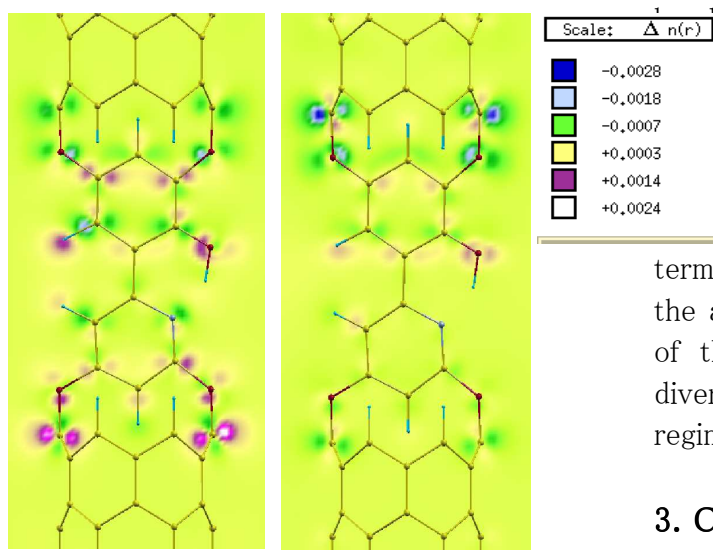 Scale: Δ n(r)
-0.0028
-0.0018
-0.0007
+0.0003
+0.0014
+0.0024
term
the a
of th
diver
regin
3. C